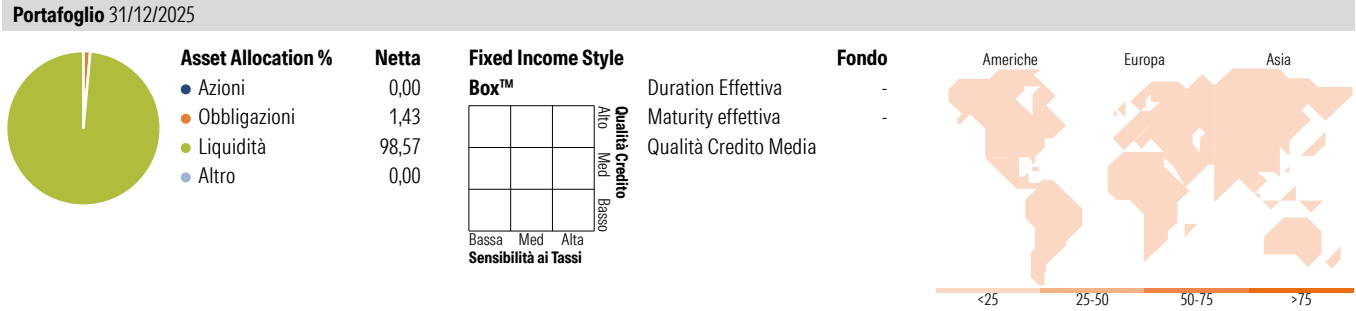 Portafoglio 31/12/2025
Asset Allocation % Netta
Azioni 0,00
Obbligazioni 1,43
Liquidità 98,57
Altro 0,00
Fixed Income Style
Box™
Alto
Med
Basso
Qualità Credito
Bassa Med Alta
Sensibilità ai Tassi
Fondo
Duration Effettiva -
Maturity effettiva -
Qualità Credito Media
Americhe Europa Asia
<25 25-50 50-75 >75